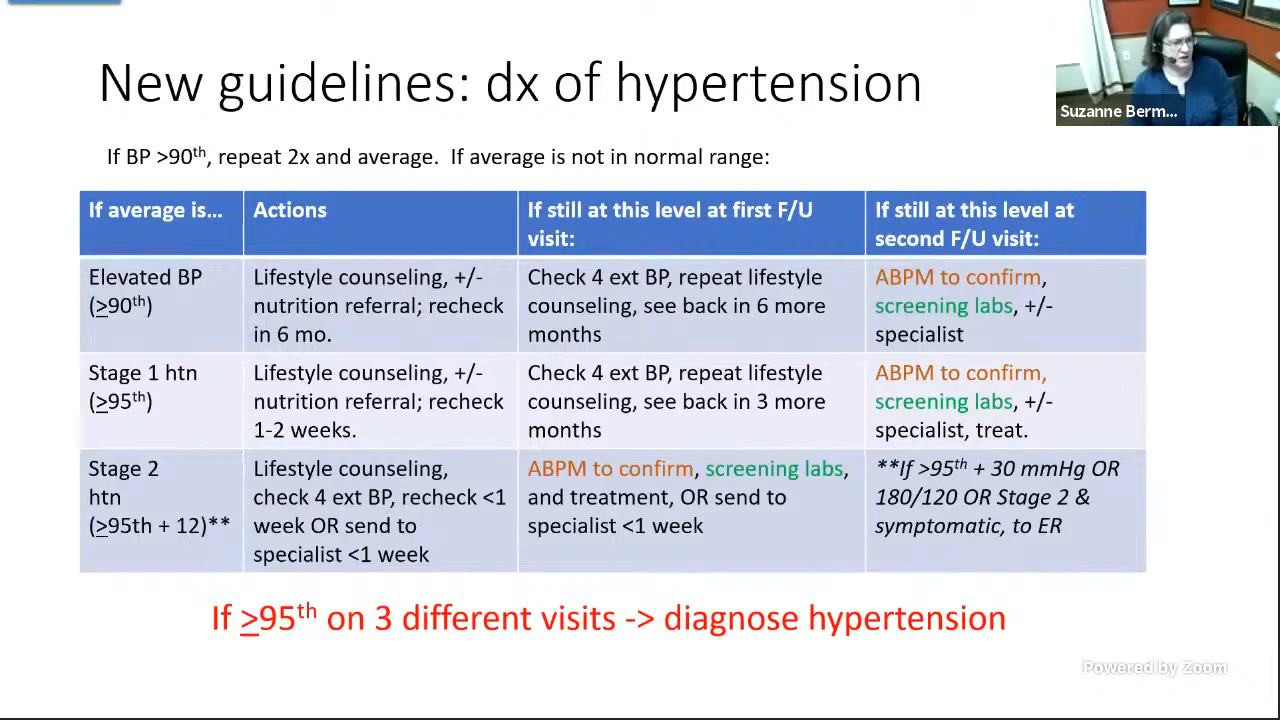 New guidelines: dx of hypertension
Suzanne Berm...
If BP >90th, repeat 2x and average.  If average is not in normal range:
If average is…
Actions
If still at this level at first F/U
visit:
If still at this level at
second F/U visit:
Elevated BP
(≥90th)
Lifestyle counseling, +/-
nutrition referral; recheck
in 6 mo.
Check 4 ext BP, repeat lifestyle
counseling, see back in 6 more
months
ABPM to confirm,
screening labs, +/-
specialist
Stage 1 htn
(≥95th)
Lifestyle counseling, +/-
nutrition referral; recheck
1-2 weeks.
Check 4 ext BP, repeat lifestyle
counseling, see back in 3 more
months
ABPM to confirm,
screening labs, +/-
specialist, treat.
Stage 2
htn
(≥95th + 12)**
Lifestyle counseling,
check 4 ext BP, recheck <1
week OR send to
specialist <1 week
ABPM to confirm, screening labs,
and treatment, OR send to
specialist <1 week
**If >95th + 30 mmHg OR
180/120 OR Stage 2 &
symptomatic, to ER
If ≥95th on 3 different visits -> diagnose hypertension
Powered by Zoom